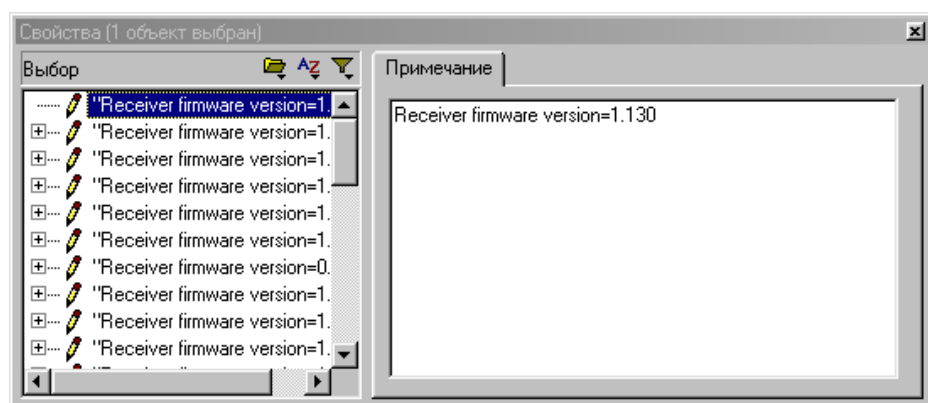 Свойства (1 объект выбран)
Выбор
"Receiver firmware version=1.
"Receiver firmware version=1.
"Receiver firmware version=1.
"Receiver firmware version=1.
"Receiver firmware version=1.
"Receiver firmware version=1.
"Receiver firmware version=0.
"Receiver firmware version=1.
"Receiver firmware version=1.
"Receiver firmware version=1.
Примечание
Receiver firmware version=1.130